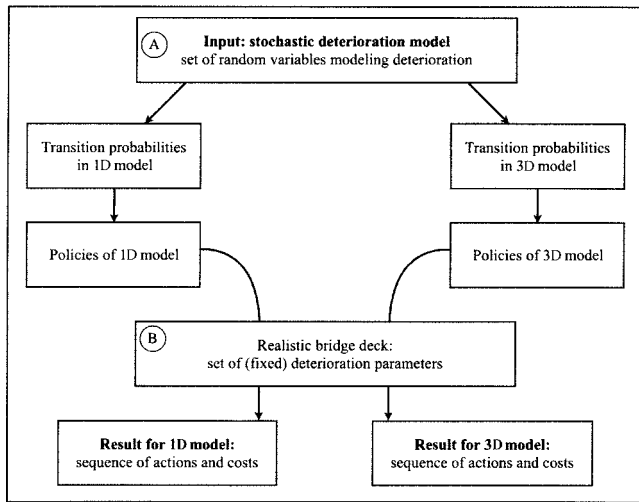 A
Input: stochastic deterioration model
set of random variables modeling deterioration
Transition probabilities
in 1D model
Transition probabilities
in 3D model
Policies of 1D model
Policies of 3D model
B
Realistic bridge deck:
set of (fixed) deterioration parameters
Result for 1D model:
sequence of actions and costs
Result for 3D model:
sequence of actions and costs